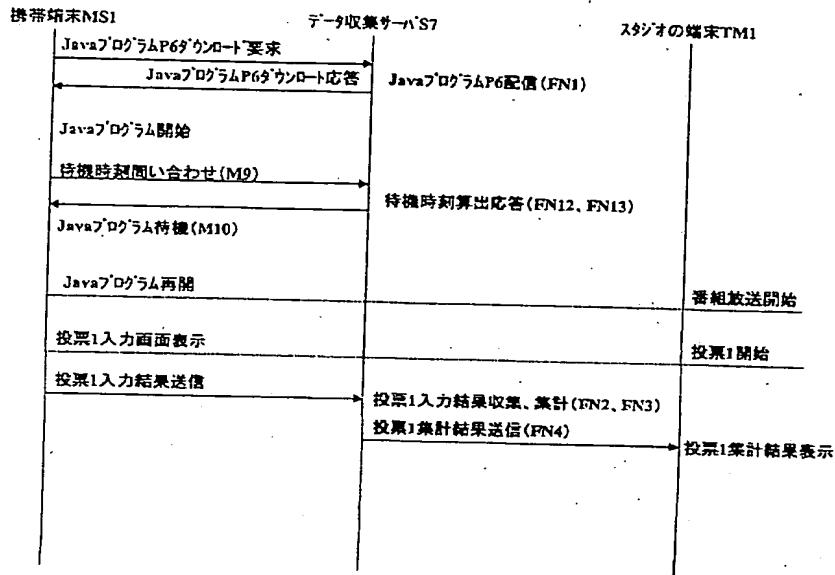 携帯端末MS1
データ収集サーバS7
スタジオの端末TM1
JavaプログラムP6ダウンロード要求
JavaプログラムP6ダウンロード応答
JavaプログラムP6配信(FN1)
Javaプログラム開始
待機時刻問い合わせ(M9)
待機時刻算出応答(FN12、FN13)
Javaプログラム待機(M10)
Javaプログラム再開
番組放送開始
投票1入力画面表示
投票1開始
投票1入力結果送信
投票1入力結果収集、集計(FN2、FN3)
投票1集計結果送信(FN4)
投票1集計結果表示